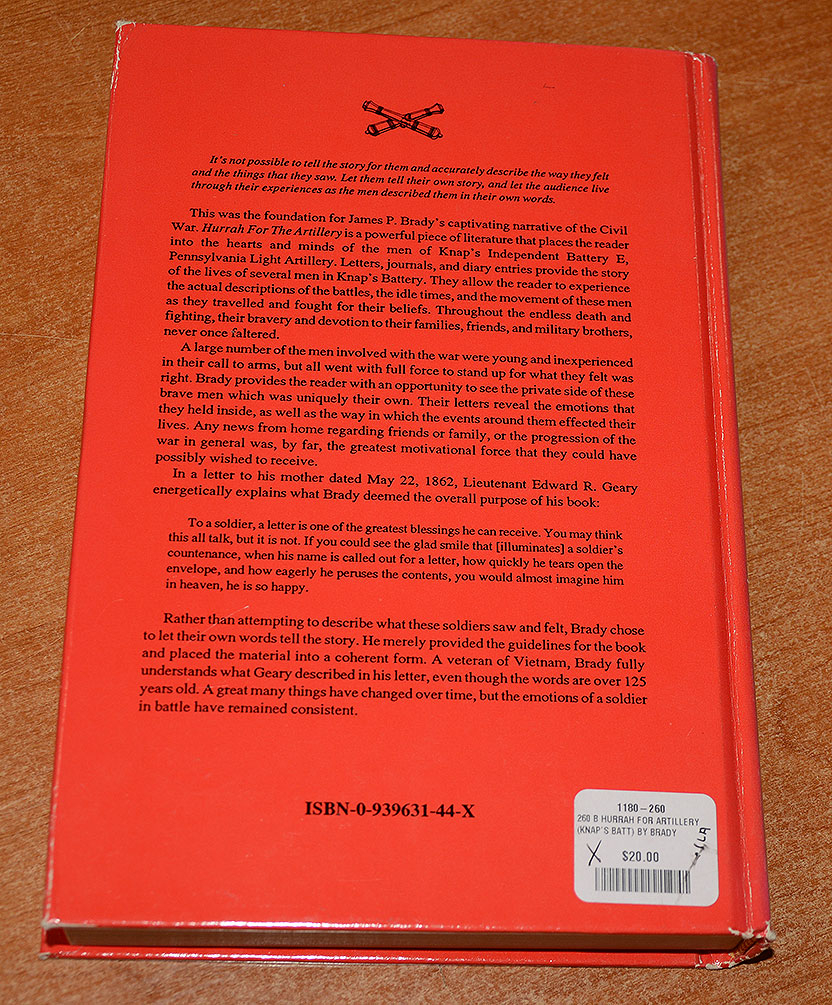 It's not possible to tell the story for them and accurately describe the way they felt
and the things that they saw. Let them tell their own story, and let the audience live
through their experiences as the men described them in their own words.
This was the foundation for James P. Brady's captivating narrative of the Civil
War. Hurrah For The Artillery is a powerful piece of literature that places the reader
into the hearts and minds of the men of Knap's Independent Battery E,
Pennsylvania Light Artillery. Letters, journals, and diary entries provide the story
of the lives of several men in Knap's Battery. They allow the reader to experience
the actual descriptions of the battles, the idle times, and the movement of these men
as they travelled and fought for their beliefs. Throughout the endless death and
fighting, their bravery and devotion to their families, friends, and military brothers,
never once faltered.
A large number of the men involved with the war were young and inexperienced
in their call to arms, but all went with full force to stand up for what they felt was
right. Brady provides the reader with an opportunity to see the private side of these
brave men which was uniquely their own. Their letters reveal the emotions that
they held inside, as well as the way in which the events around them effected their
lives. Any news from home regarding friends or family, or the progression of the
war in general was, by far, the greatest motivational force that they could have
possibly wished to receive.
In a letter to his mother dated May 22, 1862, Lieutenant Edward R. Geary
energetically explains what Brady deemed the overall purpose of his book:
To a soldier, a letter is one of the greatest blessings he can receive. You may think
this all talk, but it is not. If you could see the glad smile that [illuminates] a soldier's
countenance, when his name is called out for a letter, how quickly he tears open the
envelope, and how eagerly he peruses the contents, you would almost imagine him
in heaven, he is so happy.
Rather than attempting to describe what these soldiers saw and felt, Brady chose
to let their own words tell the story. He merely provided the guidelines for the book
and placed the material into a coherent form. A veteran of Vietnam, Brady fully
understands what Geary described in his letter, even though the words are over 125
years old. A great many things have changed over time, but the emotions of a soldier
in battle have remained consistent.
ISBN-0-939631-44-X
1180-260
260 B HURRAH FOR ARTILLERY
(KNAP'S BATT) BY BRADY
X $20.00